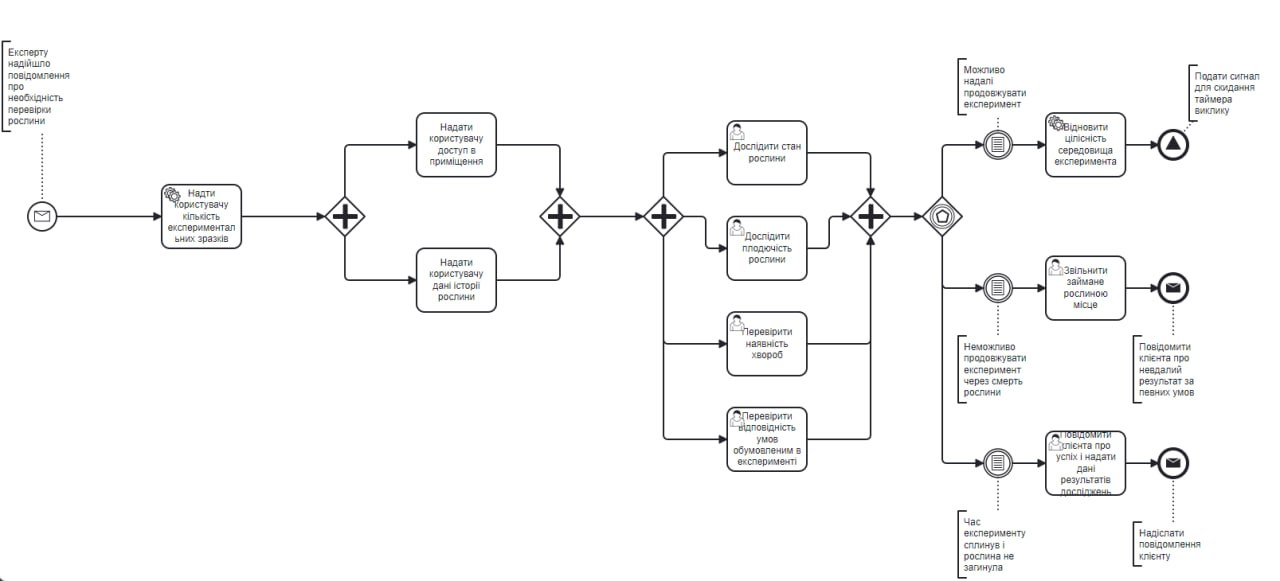 Експерту
надійшло
повідомлення
про
необхідність
перевірки
рослини
Надти
користувачу
кількість
експериментал
ьних зразків
Надати
користувачу
доступ в
приміщення
Надати
користувачу
дані історії
рослини
Дослідити стан
рослини
Дослідити
плодючість
рослини
Перевірити
наявність
хвороб
Перевірити
відповідність
умов
обумовленим в
експерименті
Можливо
надалі
продовжувати
експеримент
Відновити
цілісність
середовища
експеримента
Подати сигнал
для скидання
таймера
виклику
Звільнити
займане
рослиною
місце
Неможливо
продовжувати
експеримент
через смерть
рослини
Повідомити
клієнта про
невдалий
результат за
певних умов
Повідомити
клієнта про
успіх і надати
дані
результатів
досліджень
Час
експерименту
сплинув і
рослина не
загинула
Надіслати
повідомлення
клієнту